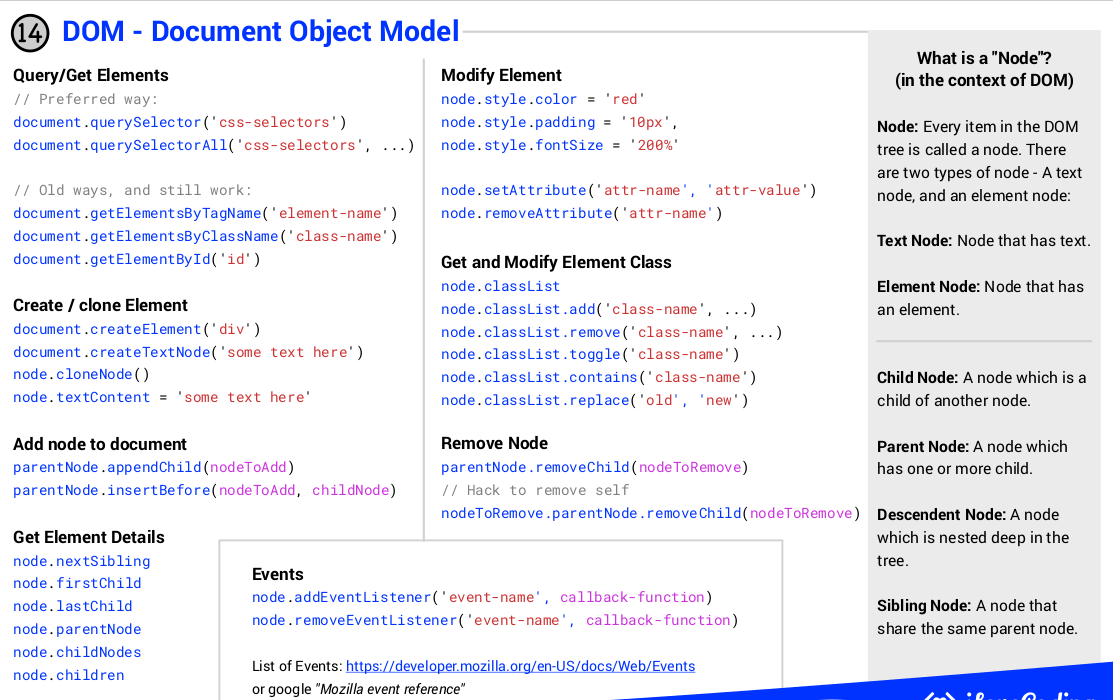 14 DOM - Document Object Model
Query/Get Elements
// Preferred way:
document.querySelector('css-selectors')
document.querySelectorAll('css-selectors', ...)
// Old ways, and still work:
document.getElementsByTagName('element-name')
document.getElementsByClassName('class-name')
document.getElementById('id')
Create / clone Element
document.createElement('div')
document.createTextNode('some text here')
node.cloneNode()
node.textContent = 'some text here'
Add node to document
parentNode.appendChild(nodeToAdd)
parentNode.insertBefore(nodeToAdd, childNode)
Get Element Details
node.nextSibling
node.firstChild
node.lastChild
node.parentNode
node.childNodes
node.children
Modify Element
node.style.color = 'red'
node.style.padding = '10px',
node.style.fontSize = '200%'
node.setAttribute('attr-name', 'attr-value')
node.removeAttribute('attr-name')
Get and Modify Element Class
node.classList
node.classList.add('class-name', ...)
node.classList.remove('class-name', ...)
node.classList.toggle('class-name')
node.classList.contains('class-name')
node.classList.replace('old', 'new')
Remove Node
parentNode.removeChild(nodeToRemove)
// Hack to remove self
nodeToRemove.parentNode.removeChild(nodeToRemove)
Events
node.addEventListener('event-name', callback-function)
node.removeEventListener('event-name', callback-function)
List of Events: https://developer.mozilla.org/en-US/docs/Web/Events
or google "Mozilla event reference"
What is a "Node"?
(in the context of DOM)
Node: Every item in the DOM
tree is called a node. There
are two types of node - A text
node, and an element node:
Text Node: Node that has text.
Element Node: Node that has
an element.
Child Node: A node which is a
child of another node.
Parent Node: A node which
has one or more child.
Descendent Node: A node
which is nested deep in the
tree.
Sibling Node: A node that
share the same parent node.